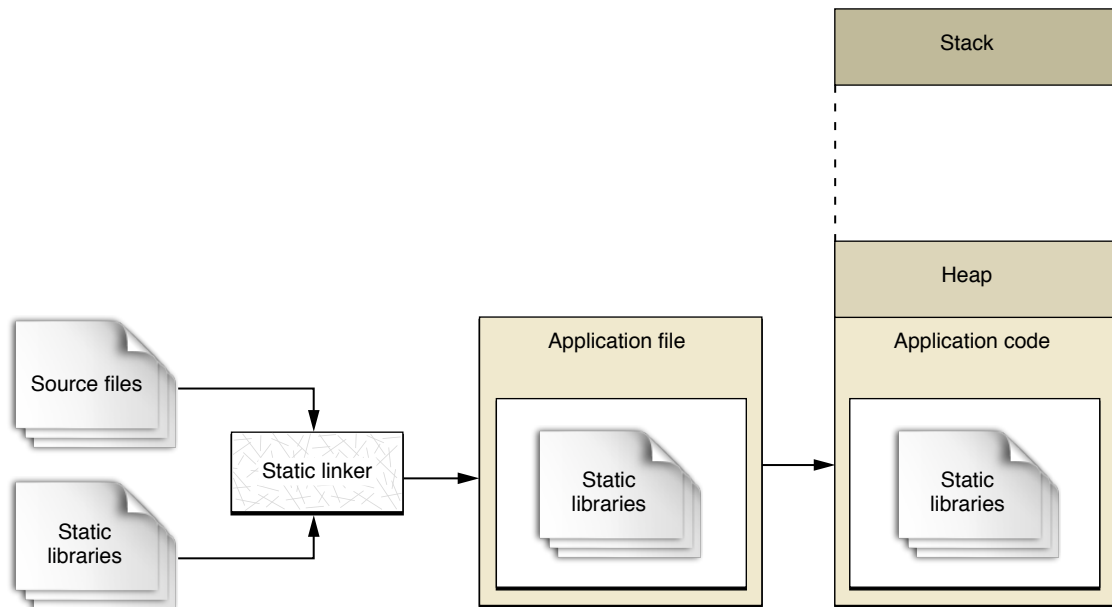 Stack
Heap
Application file
Application code
Source files
Static linker
Static
libraries
Static
libraries
Static
libraries